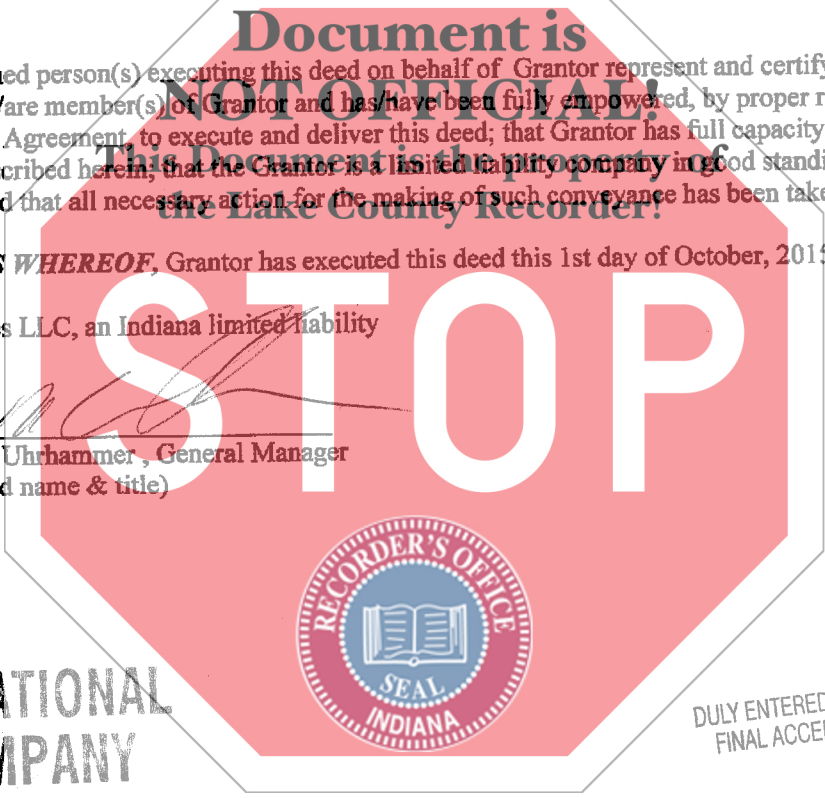 Document is
ed person(s) executing this deed on behalf of Grantor represent and certify
NOT OFFICIAL!
/are member(s) of Grantor and has/have been fully empowered, by proper r
Agreement, to execute and deliver this deed; that Grantor has full capacity
This Document is the property of
cribed herein; that the Grantor is a limited liability company in good standi
the Lake County Recorder!
d that all necessary action for the making of such conveyance has been take
S WHEREOF, Grantor has executed this deed this 1st day of October, 2015
s LLC, an Indiana limited liability
STOP
Uhrhammer , General Manager
d name & title)
RECORDER'S OFFICE
SEAL
INDIANA
ATIONAL
MPANY
DULY ENTERED
FINAL ACCE